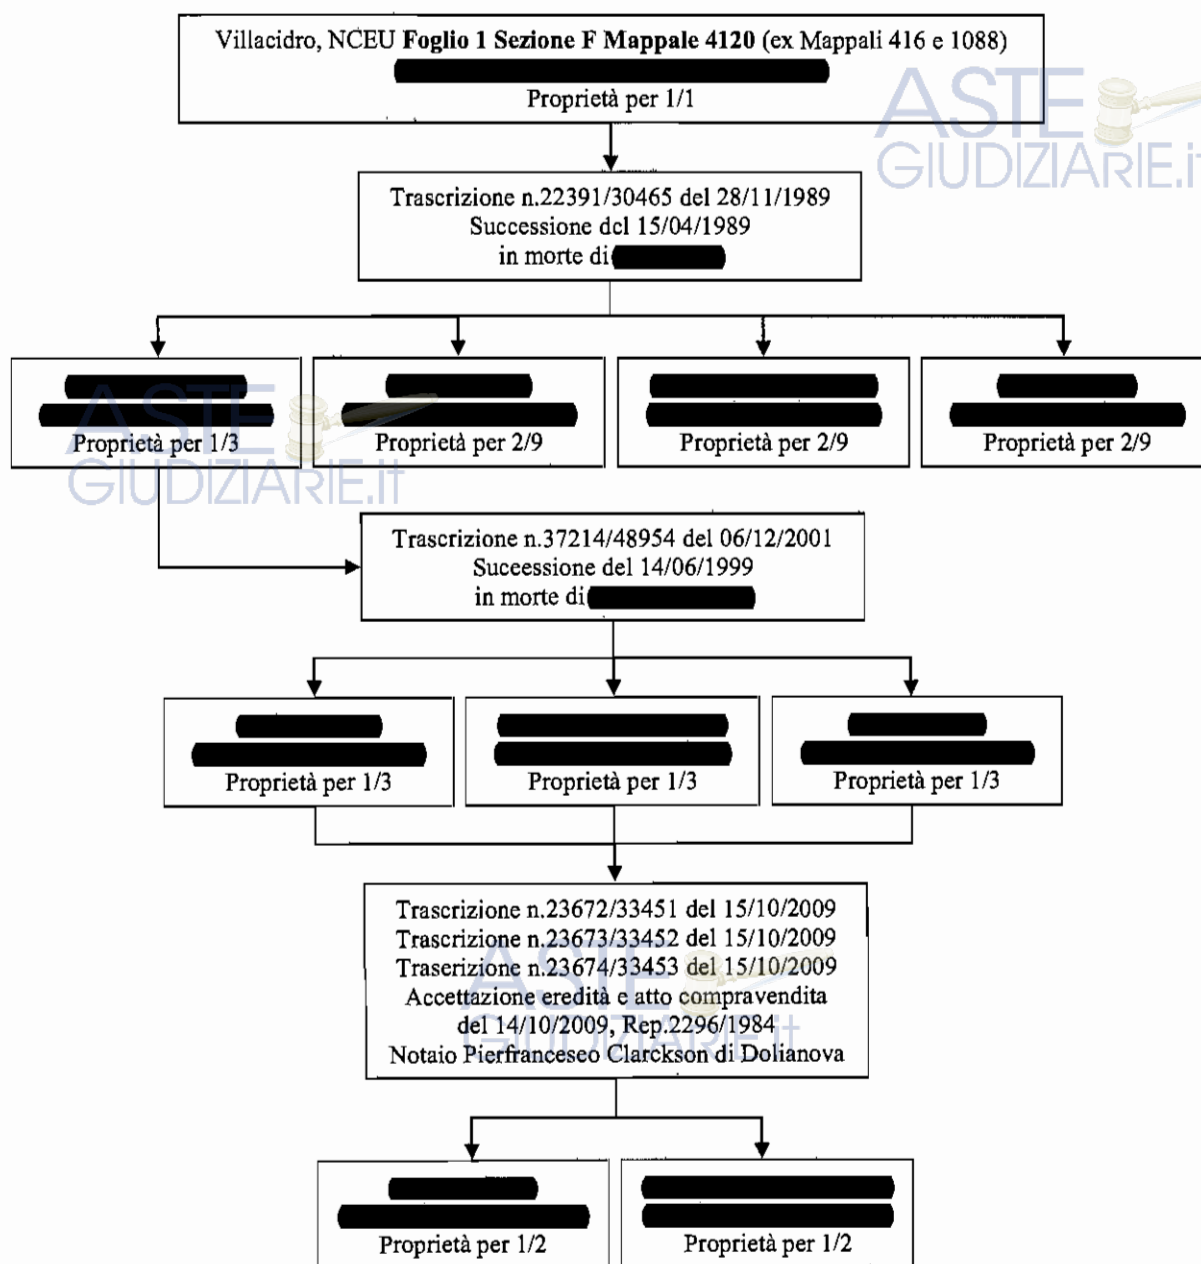 Villacidro, NCEU Foglio 1 Sezione F Mappale 4120 (ex Mappali 416 e 1088)
Proprietà per 1/1
ASTE
GIUDIZIARIE.it
Trascrizione n.22391/30465 del 28/11/1989
Successione del 15/04/1989
in morte di
Proprietà per 1/3
Proprietà per 2/9
Proprietà per 2/9
Proprietà per 2/9
ASTE
GIUDIZIARIE.it
Trascrizione n.37214/48954 del 06/12/2001
Successione del 14/06/1999
in morte di
Proprietà per 1/3
Proprietà per 1/3
Proprietà per 1/3
Trascrizione n.23672/33451 del 15/10/2009
Trascrizione n.23673/33452 del 15/10/2009
Trascrizione n.23674/33453 del 15/10/2009
Accettazione eredità e atto compravendita
del 14/10/2009, Rep.2296/1984
Notaio Pierfrancesco Clarckson di Dolianova
ASTE
GIUDIZIARIE.it
Proprietà per 1/2
Proprietà per 1/2